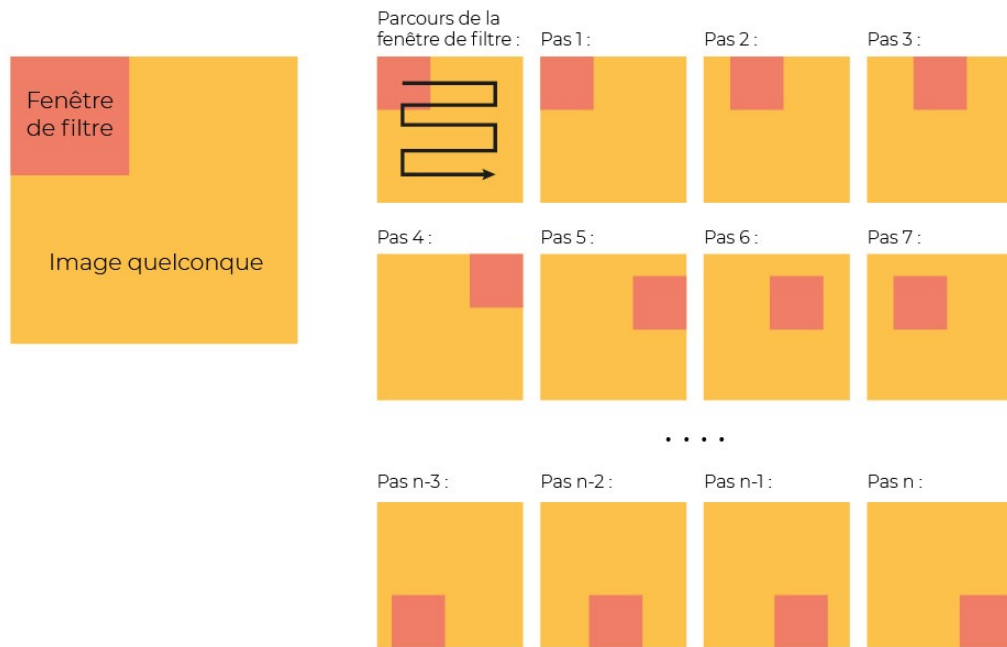 Fenêtre
de filtre
Image quelconque
Parcours de la
fenêtre de filtre :
Pas 1 :
Pas 2 :
Pas 3 :
Pas 4 :
Pas 5 :
Pas 6 :
Pas 7 :
. . . .
Pas n-3 :
Pas n-2 :
Pas n-1 :
Pas n :